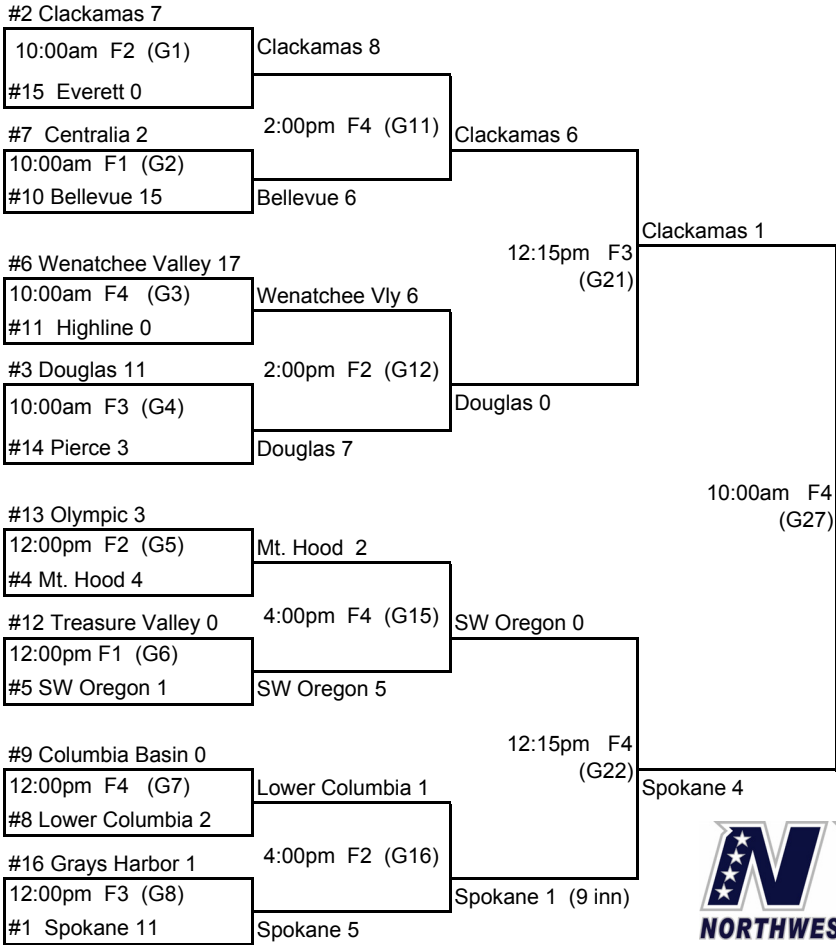 #2 Clackamas 7
10:00am F2 (G1)
Clackamas 8
#15 Everett 0
2:00pm F4 (G11)
Clackamas 6
#7 Centralia 2
10:00am F1 (G2)
#10 Bellevue 15
Bellevue 6
12:15pm F3
(G21)
Clackamas 1
#6 Wenatchee Valley 17
10:00am F4 (G3)
Wenatchee Vly 6
#11 Highline 0
2:00pm F2 (G12)
#3 Douglas 11
10:00am F3 (G4)
Douglas 0
#14 Pierce 3
Douglas 7
10:00am F4
(G27)
#13 Olympic 3
12:00pm F2 (G5)
Mt. Hood 2
#4 Mt. Hood 4
4:00pm F4 (G15)
SW Oregon 0
#12 Treasure Valley 0
12:00pm F1 (G6)
#5 SW Oregon 1
SW Oregon 5
12:15pm F4
(G22)
Spokane 4
#9 Columbia Basin 0
12:00pm F4 (G7)
Lower Columbia 1
#8 Lower Columbia 2
4:00pm F2 (G16)
#16 Grays Harbor 1
12:00pm F3 (G8)
Spokane 1 (9 inn)
#1 Spokane 11
Spokane 5
N
NORTHWES